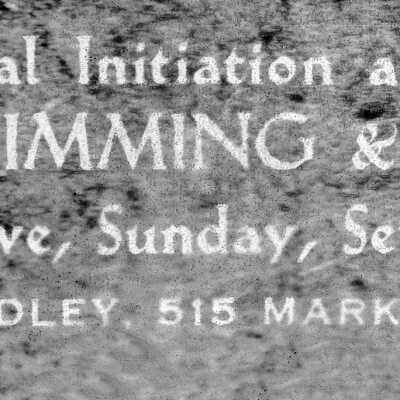 al Initiation a
IMMING &
ve, Sunday, Se
DLEY, 515 MARK